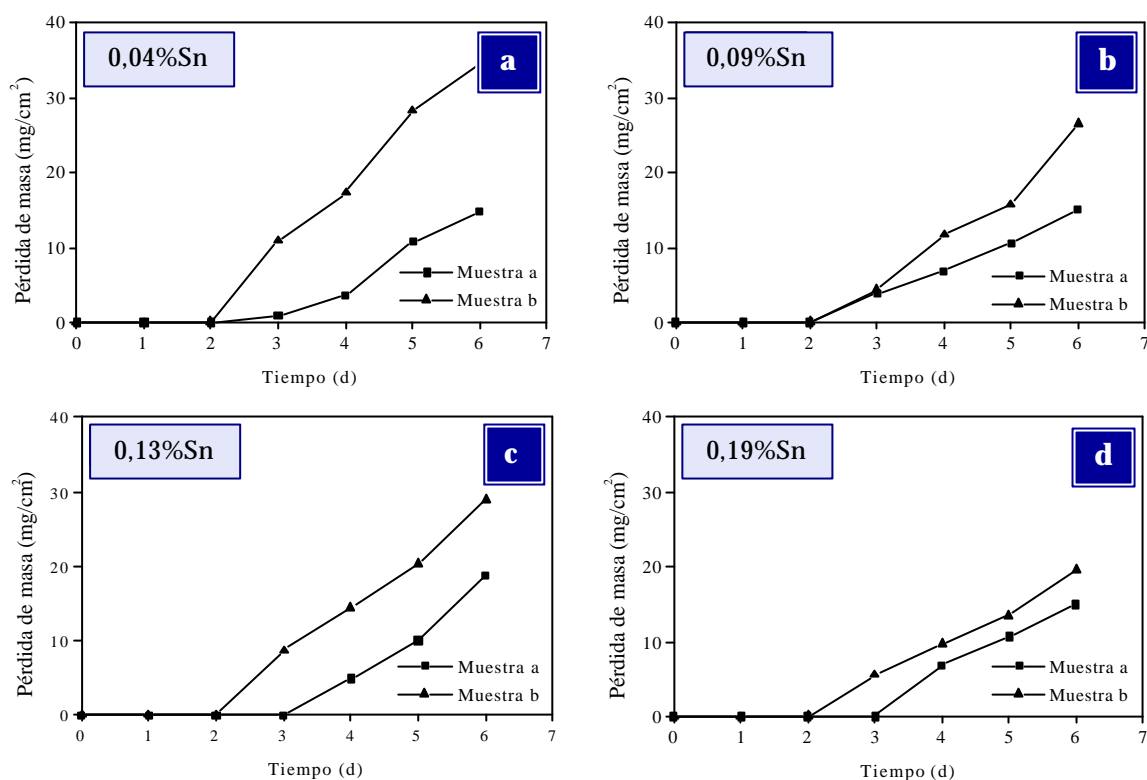 0,04%Sn
a
Pérdida de masa (mg/cm²)
40
30
20
10
0
Muestra a
Muestra b
0 1 2 3 4 5 6 7
Tiempo (d)
0,09%Sn
b
Pérdida de masa (mg/cm²)
40
30
20
10
0
Muestra a
Muestra b
0 1 2 3 4 5 6 7
Tiempo (d)
0,13%Sn
c
Pérdida de masa (mg/cm²)
40
30
20
10
0
Muestra a
Muestra b
0 1 2 3 4 5 6 7
Tiempo (d)
0,19%Sn
d
Pérdida de masa (mg/cm²)
40
30
20
10
0
Muestra a
Muestra b
0 1 2 3 4 5 6 7
Tiempo (d)